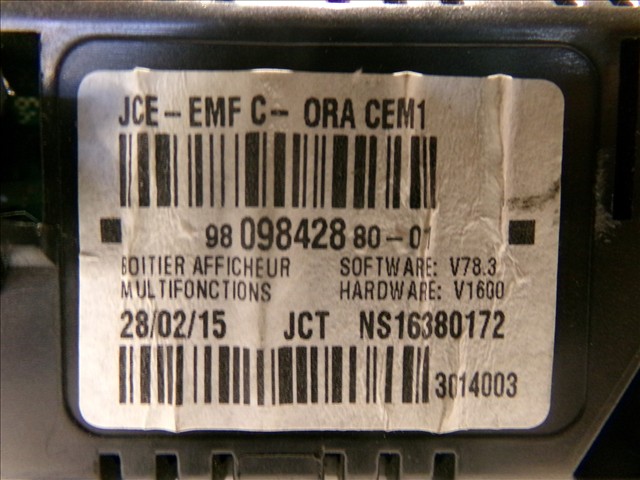 JCE-EMF C- ORA CEM1
98 098428 80-01
BOITIER AFFICHEUR SOFTWARE: V78.3
MULTIFONCTIONS HARDWARE: V1600
28/02/15 JCT NS16380172
3014003